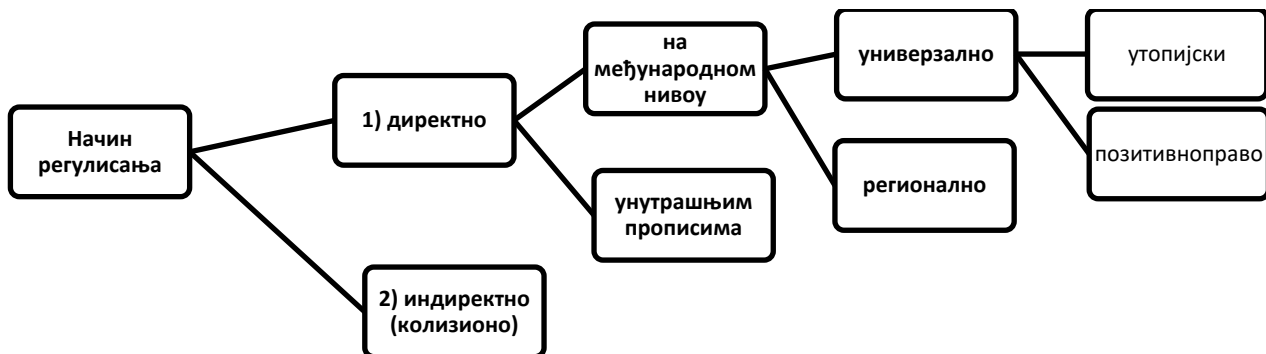 Начин
регулисања
1) директно
на
међународном
нивоу
универзално
утопијски
позитивноправо
регионално
унутрашњим
прописима
2) индиректно
(колизионо)